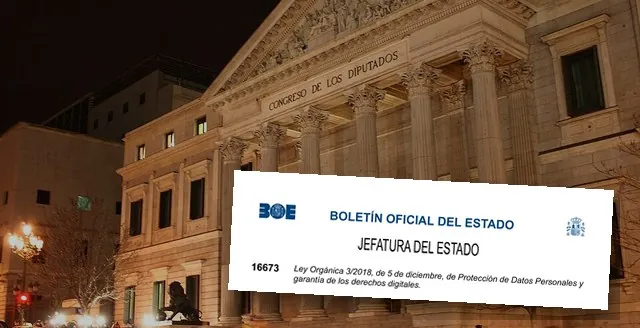 CONGRESO DE LOS DIPUTADOS
BOE
BOLETÍN OFICIAL DEL ESTADO
JEFATURA DEL ESTADO
16673 Ley Orgánica 3/2018, de 5 de diciembre, de Protección de Datos Personales y
garantía de los derechos digitales.